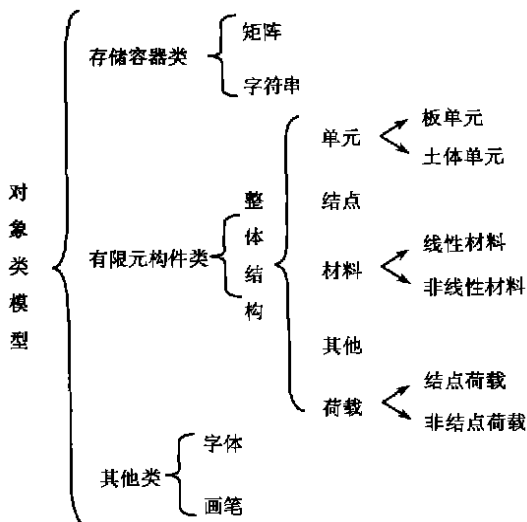 对象类模型
存储容器类
矩阵
字符串
有限元构件类
整体结构
单元
板单元
土体单元
结点
材料
线性材料
非线性材料
其他
荷载
结点荷载
非结点荷载
其他类
字体
画笔